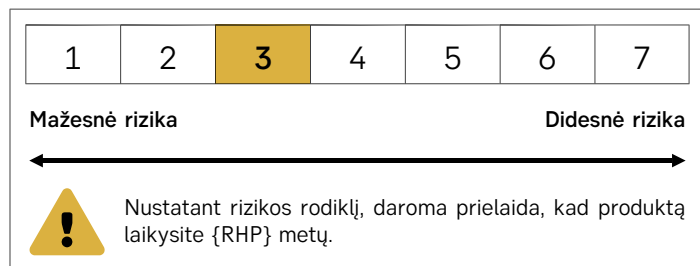 1 2 3 4 5 6 7
Mažesnė rizika Didesnė rizika
Nustatant rizikos rodiklį, daroma prielaida, kad produktą
laikysite {RHP} metų.